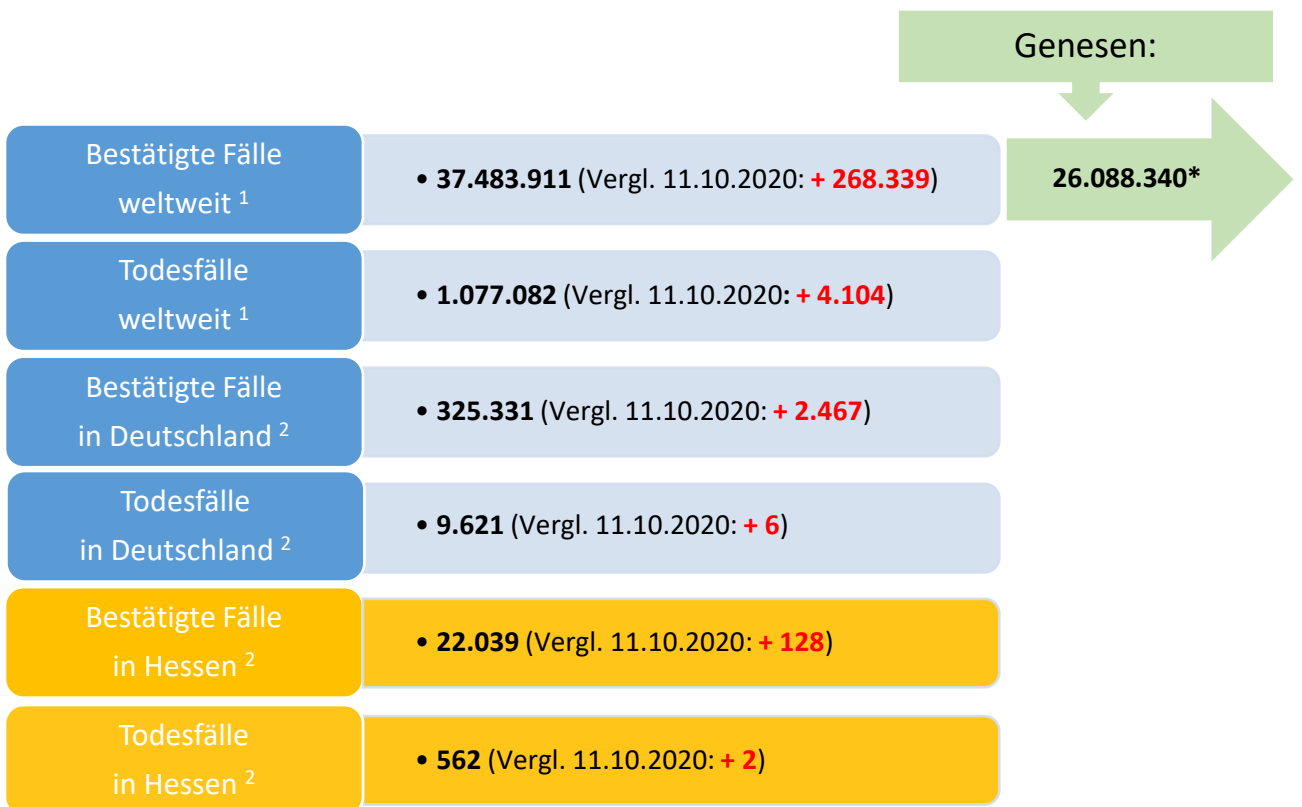 Genesen:
Bestätigte Fälle
weltweit ¹
• 37.483.911 (Vergl. 11.10.2020: + 268.339)
26.088.340*
Todesfälle
weltweit ¹
• 1.077.082 (Vergl. 11.10.2020: + 4.104)
Bestätigte Fälle
in Deutschland ²
• 325.331 (Vergl. 11.10.2020: + 2.467)
Todesfälle
in Deutschland ²
• 9.621 (Vergl. 11.10.2020: + 6)
Bestätigte Fälle
in Hessen ²
• 22.039 (Vergl. 11.10.2020: + 128)
Todesfälle
in Hessen ²
• 562 (Vergl. 11.10.2020: + 2)